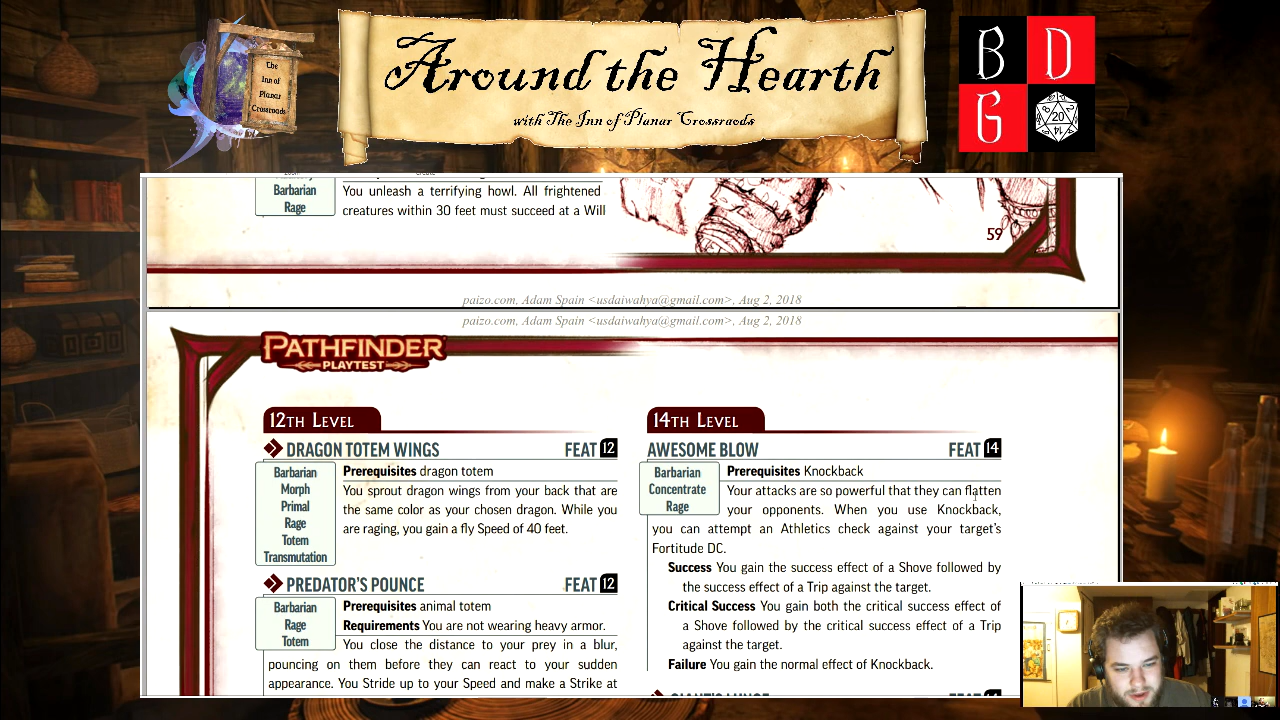 The
Inn of
Planar
Crossroads
Around the Hearth
with The Inn of Planar Crossraods
B D
G 20
Barbarian
Rage
You unleash a terrifying howl. All frightened
creatures within 30 feet must succeed at a Will
59
paizo.com, Adam Spain <usdaiwahya@gmail.com>, Aug 2, 2018
paizo.com, Adam Spain <usdaiwahya@gmail.com>, Aug 2, 2018
PATHFINDER
PLAYTEST
12TH LEVEL
DRAGON TOTEM WINGS FEAT 12
Barbarian
Morph
Primal
Rage
Totem
Transmutation
Prerequisites dragon totem
You sprout dragon wings from your back that are
the same color as your chosen dragon. While you
are raging, you gain a fly Speed of 40 feet.
PREDATOR'S POUNCE FEAT 12
Barbarian
Rage
Totem
Prerequisites animal totem
Requirements You are not wearing heavy armor.
You close the distance to your prey in a blur,
pouncing on them before they can react to your sudden
appearance. You Stride up to your Speed and make a Strike at
14TH LEVEL
AWESOME BLOW FEAT 14
Barbarian
Concentrate
Rage
Prerequisites Knockback
Your attacks are so powerful that they can flatten
your opponents. When you use Knockback,
you can attempt an Athletics check against your target's
Fortitude DC.
Success You gain the success effect of a Shove followed by
the success effect of a Trip against the target.
Critical Success You gain both the critical success effect of
a Shove followed by the critical success effect of a Trip
against the target.
Failure You gain the normal effect of Knockback.